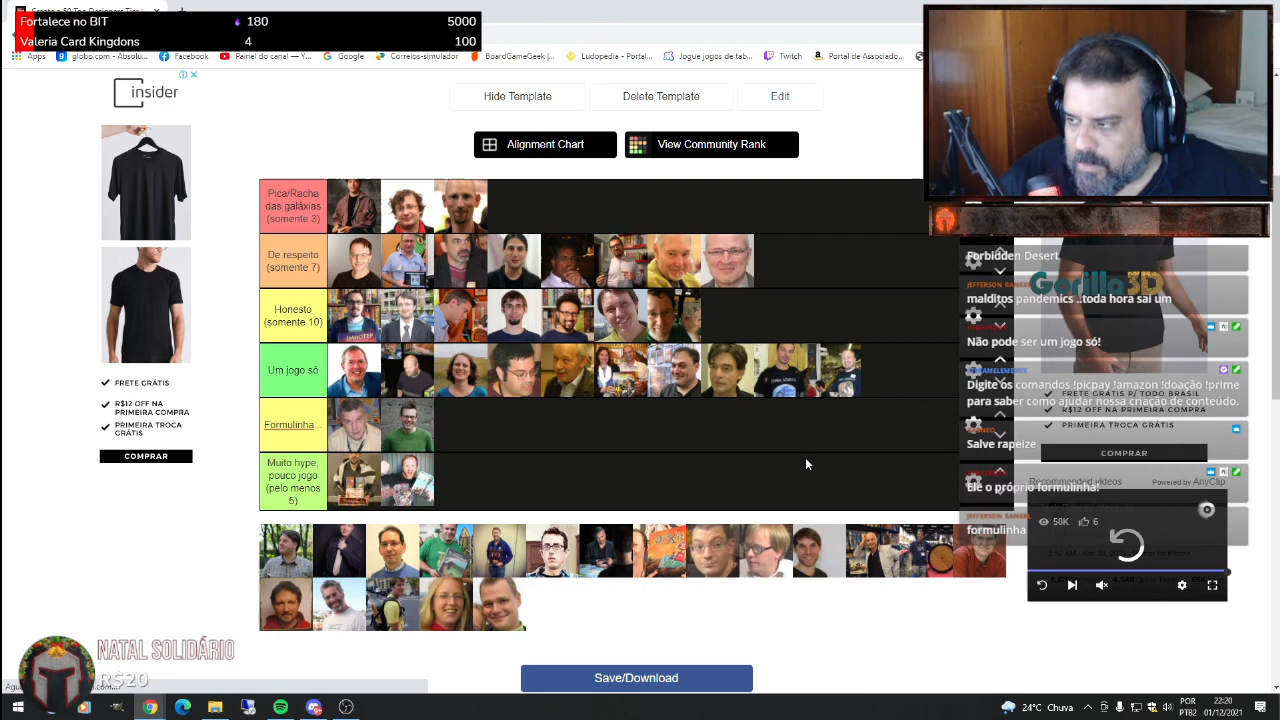 Fortalece no BIT 180 5000
Valeria Card Kingdons 4 100
Apps globo.com - Absolu... Facebook Painel do canal — Y... Google Correios-simulador BoardGameGeek |... Ludopedia - Portal... Jogue jogos de tab... Twitch Portal de Associado...
insider
Hide Template
Delete Template
Edit
Alignment Chart
View Community Rank
Pica/Racha
das galáxias
(somente 3)
De respeito
(somente 7)
Honesto
(somente 10)
IMHOTEP
Um jogo só
Formulinha...
Muito hype,
pouco jogo
(pelo menos
5)
FRETE GRÁTIS
R$12 OFF NA
PRIMEIRA COMPRA
PRIMEIRA TROCA
GRÁTIS
COMPRAR
Forbidden Desert
Gorilla3D
JEFFERSON RANGEL
malditos pandemics ..toda hora sai um
Não pode ser um jogo só!
STREAMELEMENTS
Digite os comandos !picpay !amazon !doação !prime
para saber como ajudar nossa criação de conteúdo.
FRETE GRÁTIS P/ TODO BRASIL
R$12 OFF NA PRIMEIRA COMPRA
PRIMEIRA TROCA GRÁTIS
Salve rapeize
COMPRAR
Recommended videos
Powered by AnyClip
Ele o próprio formulinha!
JEFFERSON RANGEL
formulinha
58K 6
NATAL SOLIDÁRIO
R$20
Save/Download
24°C Chuva
POR
PTB2
22:20
01/12/2021